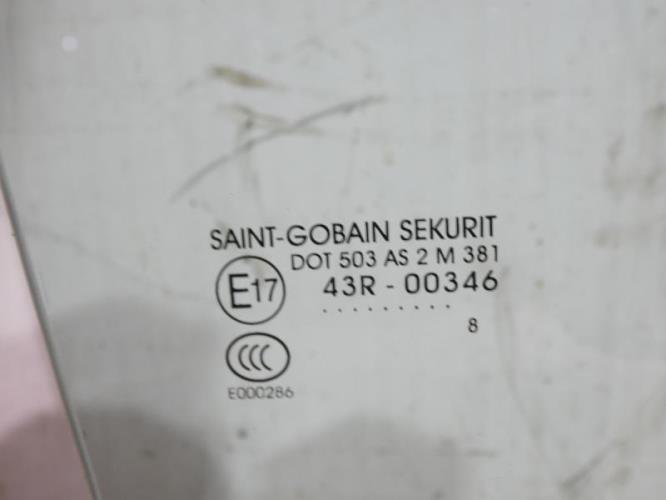 SAINT-GOBAIN SEKURIT
DOT 503 AS 2 M 381
E17 43R - 00346
. . . . . . . . .
8
CCC
E000286